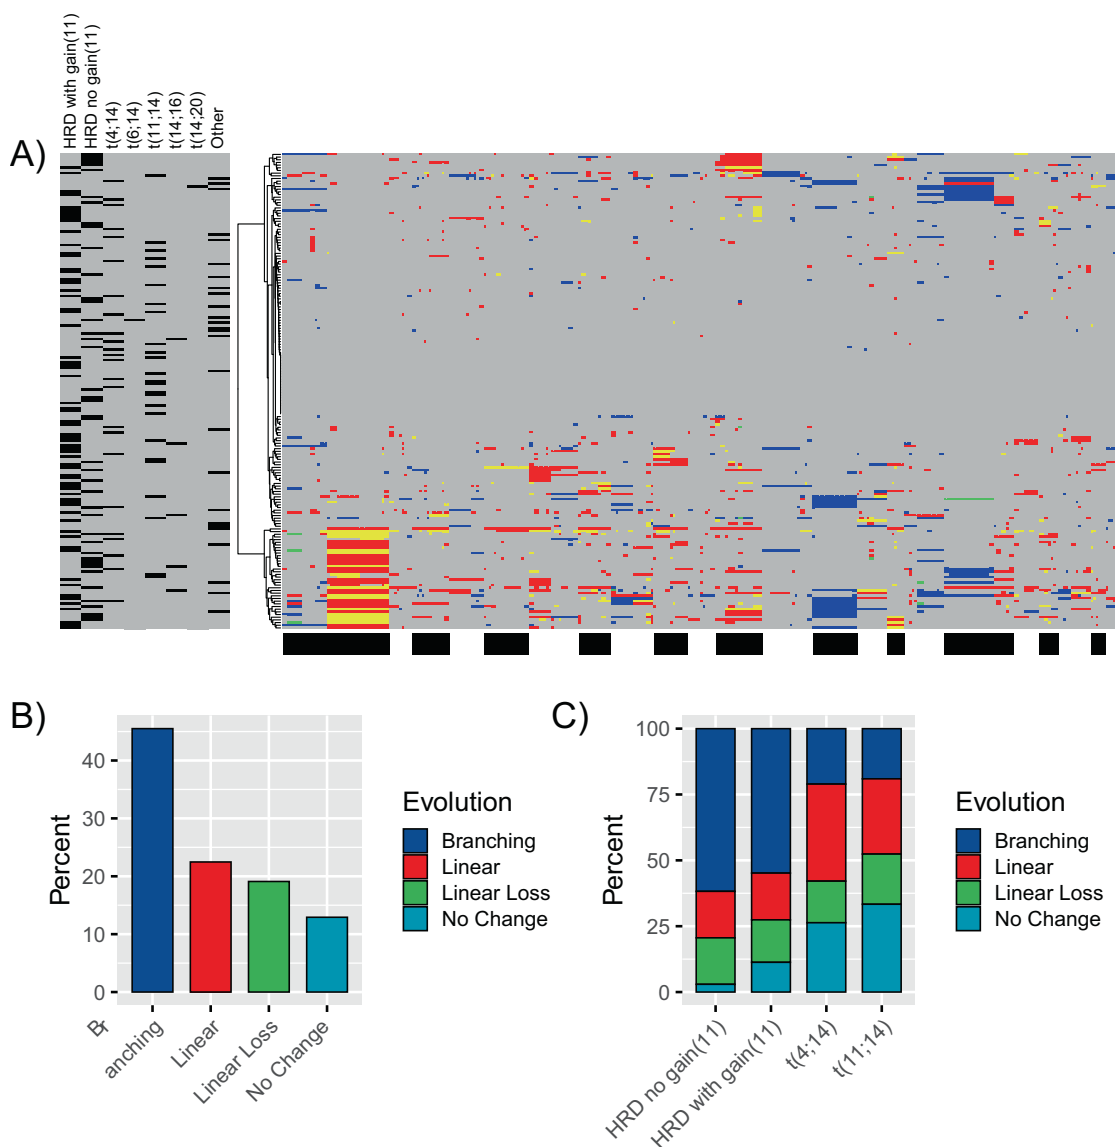 HRD with gain(11)
HRD no gain(11)
t(4;14)
t(6;14)
t(11;14)
t(14;16)
t(14;20)
Other
A)
B)
Percent
40
30
20
10
0
Br
anching
Linear
Linear Loss
No Change
Evolution
Branching
Linear
Linear Loss
No Change
C)
Percent
100
75
50
25
0
HRD no gain(11)
HRD with gain(11)
t(4;14)
t(11;14)
Evolution
Branching
Linear
Linear Loss
No Change